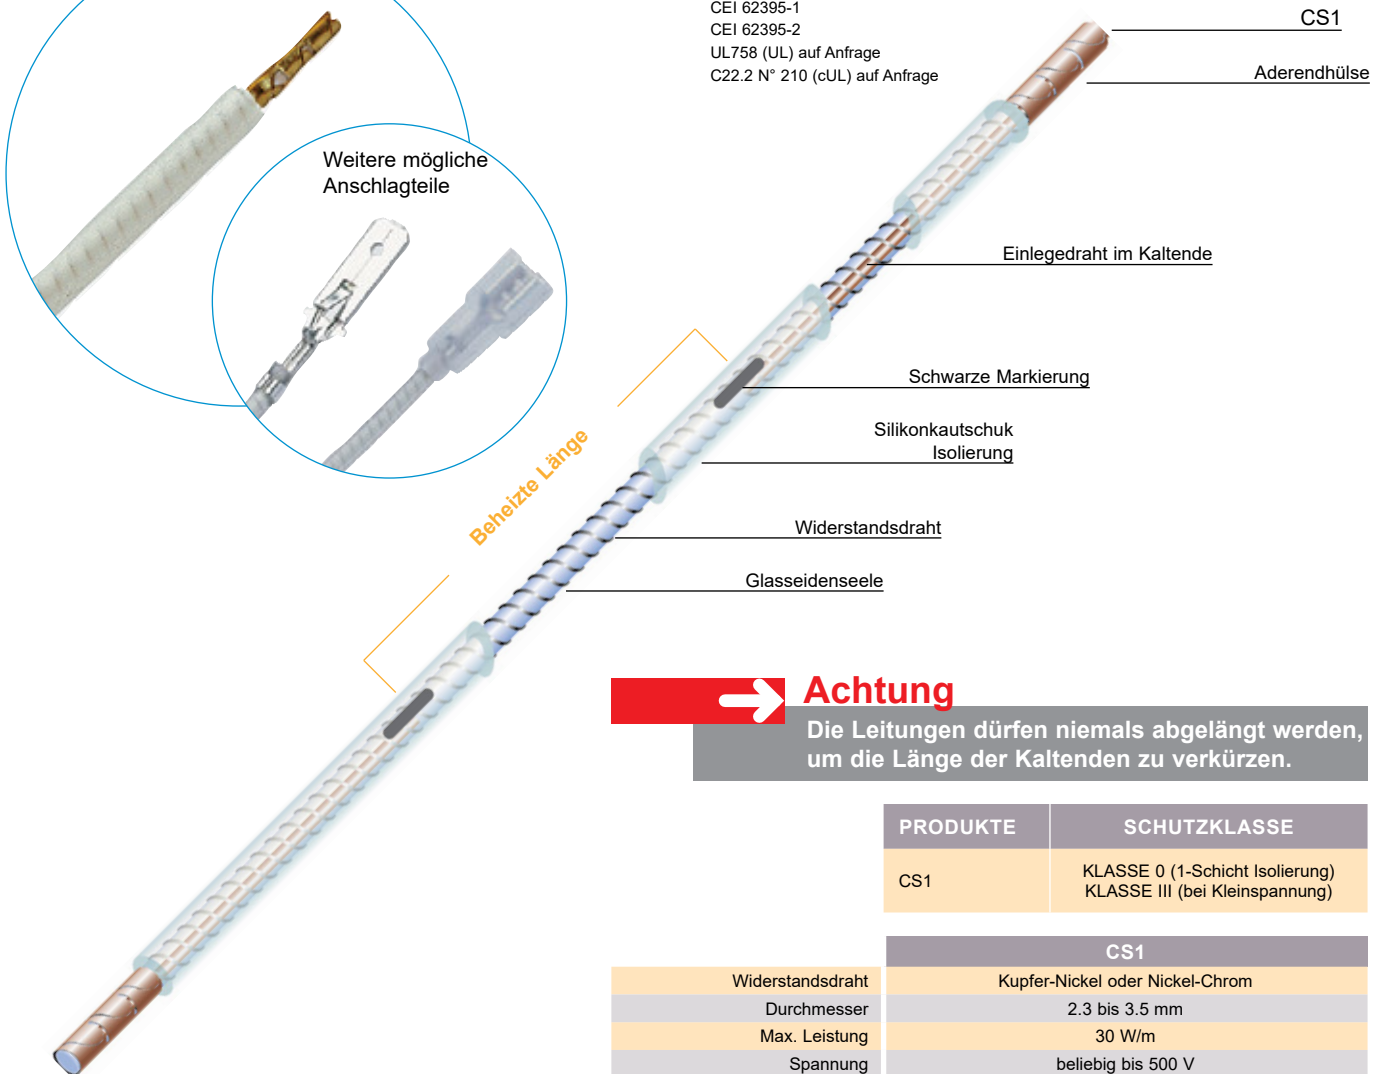 CEI 62395-1
CEI 62395-2
UL758 (UL) auf Anfrage
C22.2 N° 210 (cUL) auf Anfrage
CS1
Aderendhülse
Weitere mögliche
Anschlagteile
Einlegedraht im Kaltende
Schwarze Markierung
Silikonkautschuk
Isolierung
Beheizte Länge
Widerstandsdraht
Glasseidenseele
Achtung
Die Leitungen dürfen niemals abgelängt werden,
um die Länge der Kaltenden zu verkürzen.
PRODUKTE SCHUTZKLASSE
CS1 KLASSE 0 (1-Schicht Isolierung)
KLASSE III (bei Kleinspannung)
CS1
Widerstandsdraht Kupfer-Nickel oder Nickel-Chrom
Durchmesser 2.3 bis 3.5 mm
Max. Leistung 30 W/m
Spannung beliebig bis 500 V